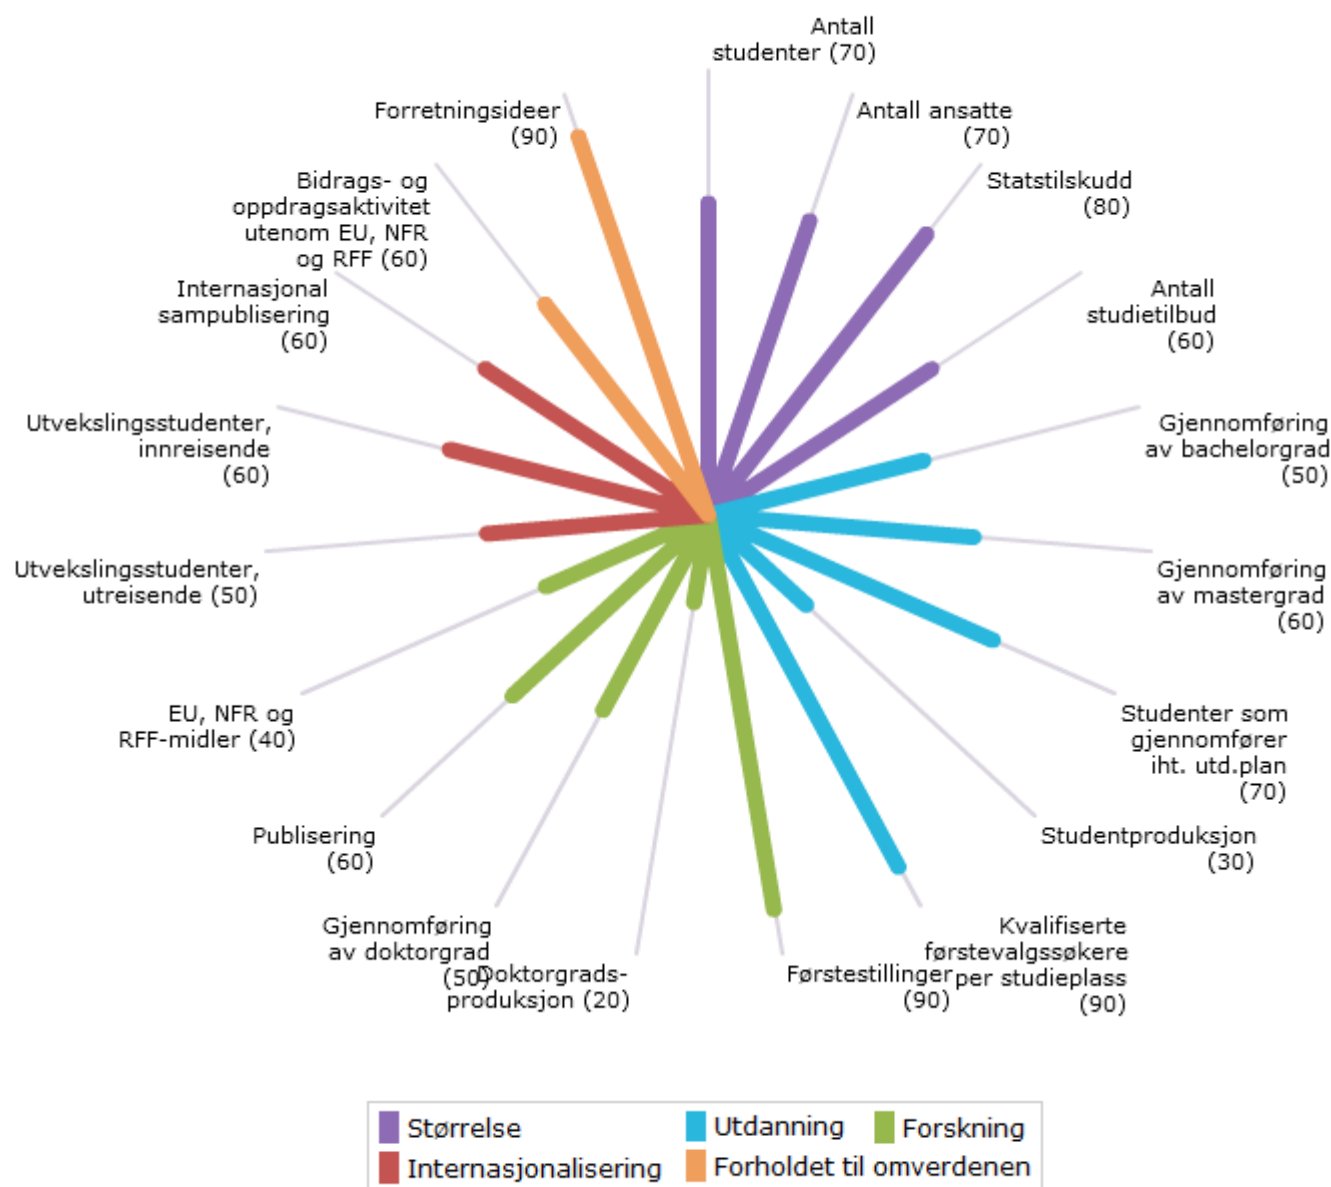 Antall
studenter (70)
Antall ansatte
(70)
Statstilskudd
(80)
Antall
studietilbud
(60)
Gjennomføring
av bachelorgrad
(50)
Gjennomføring
av mastergrad
(60)
Studenter som
gjennomfører
iht. utd.plan
(70)
Studentproduksjon
(30)
Kvalifiserte
førstevalgssøkere
per studieplass
(90)
Førstestillinger
(90)
Doktorgrads-
produksjon (20)
Gjennomføring
av doktorgrad
(50)
Publisering
(60)
EU, NFR og
RFF-midler (40)
Utvekslingsstudenter,
utreisende (50)
Utvekslingsstudenter,
innreisende
(60)
Internasjonal
sampublisering
(60)
Bidrags- og
oppdragsaktivitet
utenom EU, NFR
og RFF (60)
Forretningsideer
(90)
Størrelse
Utdanning
Forskning
Internasjonalisering
Forholdet til omverdenen